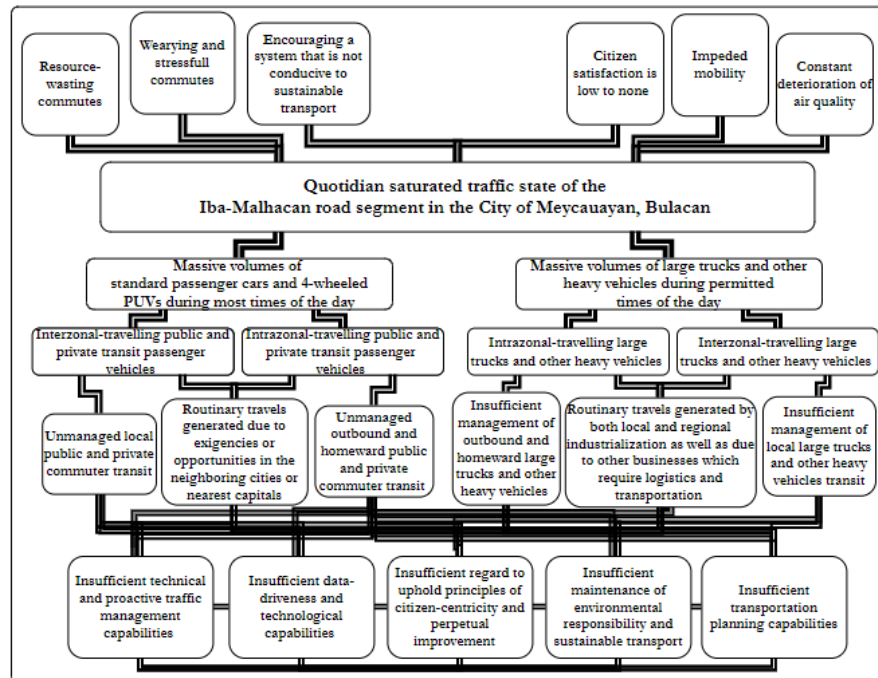 Resource-
wasting
commutes
Wearying and
stressfull
commutes
Encouraging a
system that is not
conducive to
sustainable
transport
Citizen
satisfaction is
low to none
Impeded
mobility
Constant
deterioration of
air quality
Quotidian saturated traffic state of the
Iba-Malhacan road segment in the City of Meycauayan, Bulacan
Massive volumes of
standard passenger cars and 4-wheeled
PUVs during most times of the day
Massive volumes of large trucks and other
heavy vehicles during permitted
times of the day
Interzonal-travelling public and
private transit passenger
vehicles
Intrazonal-travelling public and
private transit passenger
vehicles
Intrazonal-travelling large
trucks and other heavy vehicles
Interzonal-travelling large
trucks and other heavy vehicles
Unmanaged local
public and private
commuter transit
Routinary travels
generated due to
exigencies or
opportunities in the
neighboring cities or
nearest capitals
Unmanaged
outbound and
homeward public
and private
commuter transit
Insufficient
management of
outbound and
homeward large
trucks and other
heavy vehicles
Routinary travels generated by
both local and regional
industrialization as well as due to
other businesses which
require logistics and
transportation
Insufficient
management of
local large trucks
and other heavy
vehicles transit
Insufficient technical
and proactive traffic
management
capabilities
Insufficient data-
driveness and
technological
capabilities
Insufficient regard to
uphold principles of
citizen-centricity and
perpetual
improvement
Insufficient
maintenance of
environmental
responsibility and
sustainable transport
Insufficient
transportation
planning capabilities